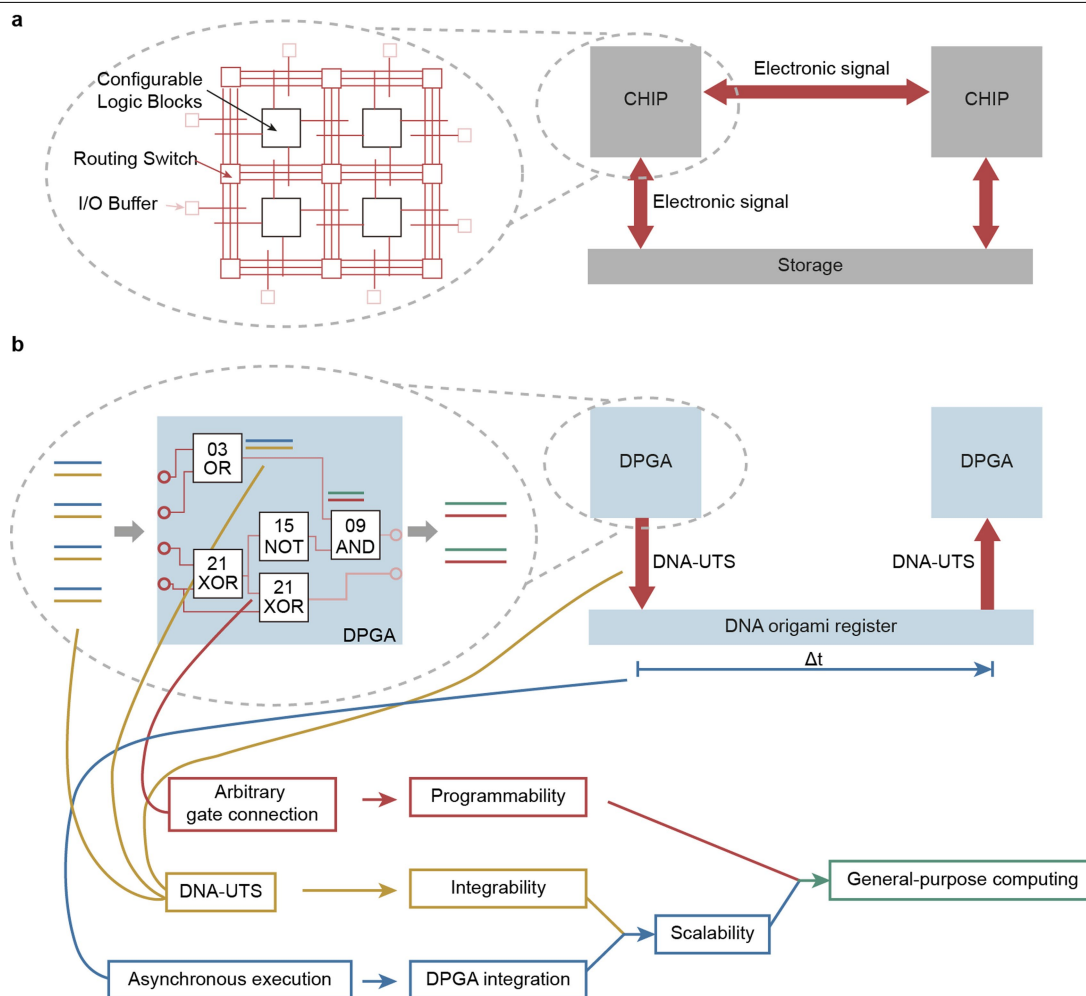 a
Configurable
Logic Blocks
Routing Switch
I/O Buffer
CHIP
Electronic signal
CHIP
Electronic signal
Storage
b
03
OR
15
NOT
09
AND
21
XOR
21
XOR
DPGA
DPGA
DPGA
DNA-UTS
DNA-UTS
DNA origami register
Δt
Arbitrary
gate connection
Programmability
DNA-UTS
Integrability
General-purpose computing
Scalability
Asynchronous execution
DPGA integration